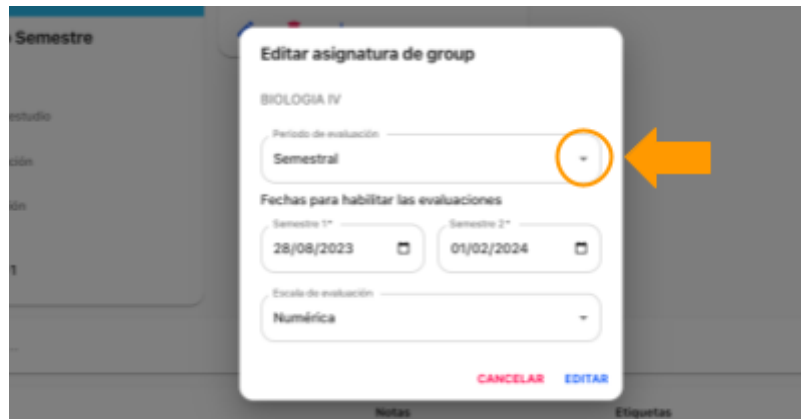 Semestre
Editar asignatura de group
BIOLOGIA IV
estudio
Periodo de evaluación
Semestral
ción
Fechas para habilitar las evaluaciones
ión
Semestre 1*
Semestre 2*
28/08/2023
01/02/2024
1
Escala de evaluación
Numérica
CANCELAR EDITAR
Notas
Etiquetas